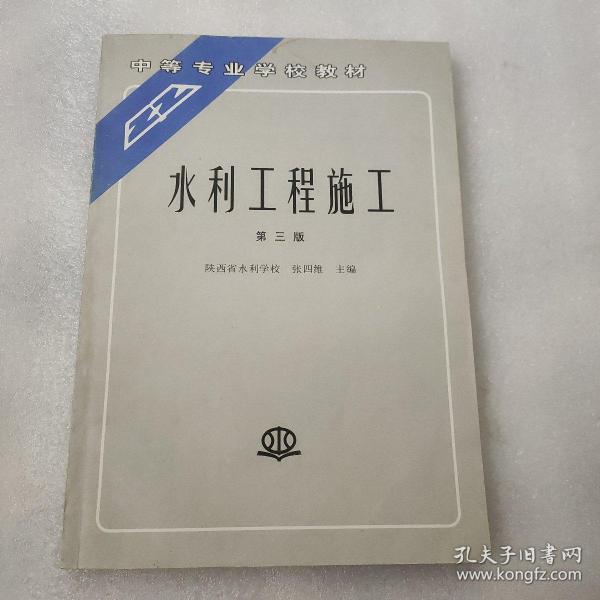 中等专业学校教材
水利工程施工
第三版
陕西省水利学校 张四维 主编
孔夫子旧书网
www.kongfz.com